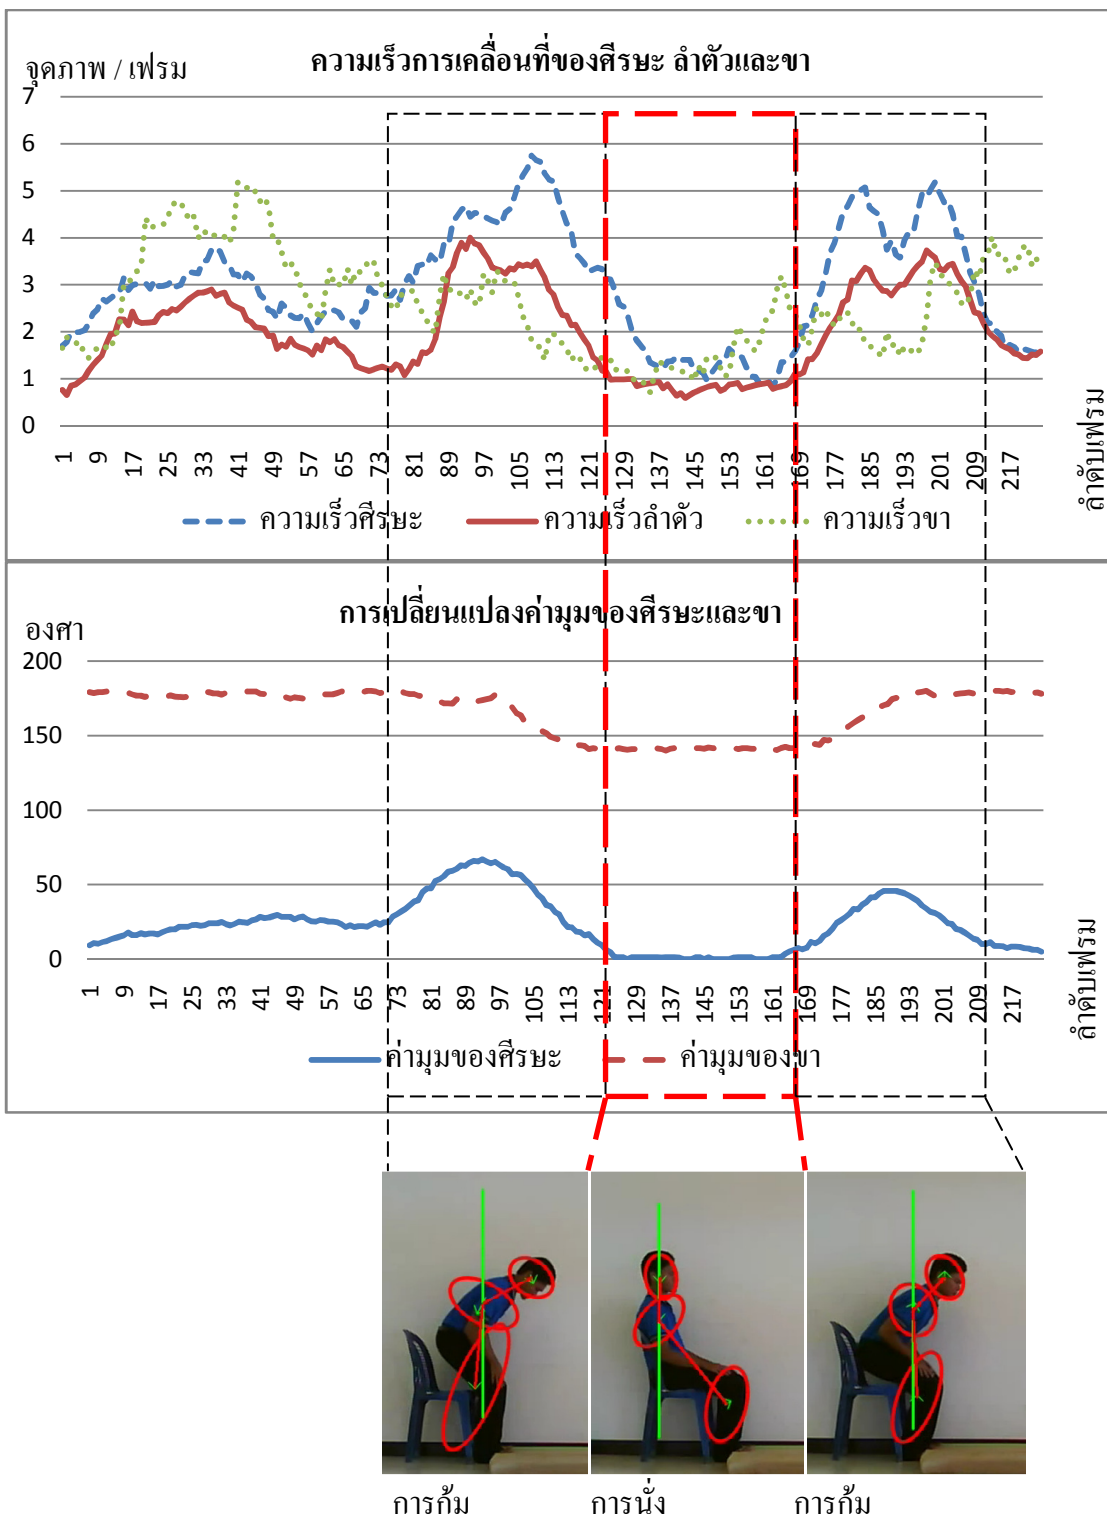 ความเร็วการเคลื่อนที่ของศีรษะ ลำตัวและขา
จุดภาพ / เฟรม
7
6
5
4
3
2
1
0
1 9 17 25 33 41 49 57 65 73 81 89 97 105 113 121 129 137 145 153 161 169 177 185 193 201 209 217
ลำดับเฟรม
ความเร็วศีรษะ ความเร็วลำตัว ความเร็วขา
การเปลี่ยนแปลงค่ามุมของศีรษะและขา
องศา
200
150
100
50
0
1 9 17 25 33 41 49 57 65 73 81 89 97 105 113 121 129 137 145 153 161 169 177 185 193 201 209 217
ลำดับเฟรม
ค่ามุมของศีรษะ ค่ามุมของขา
การก้ม การนั่ง การก้ม